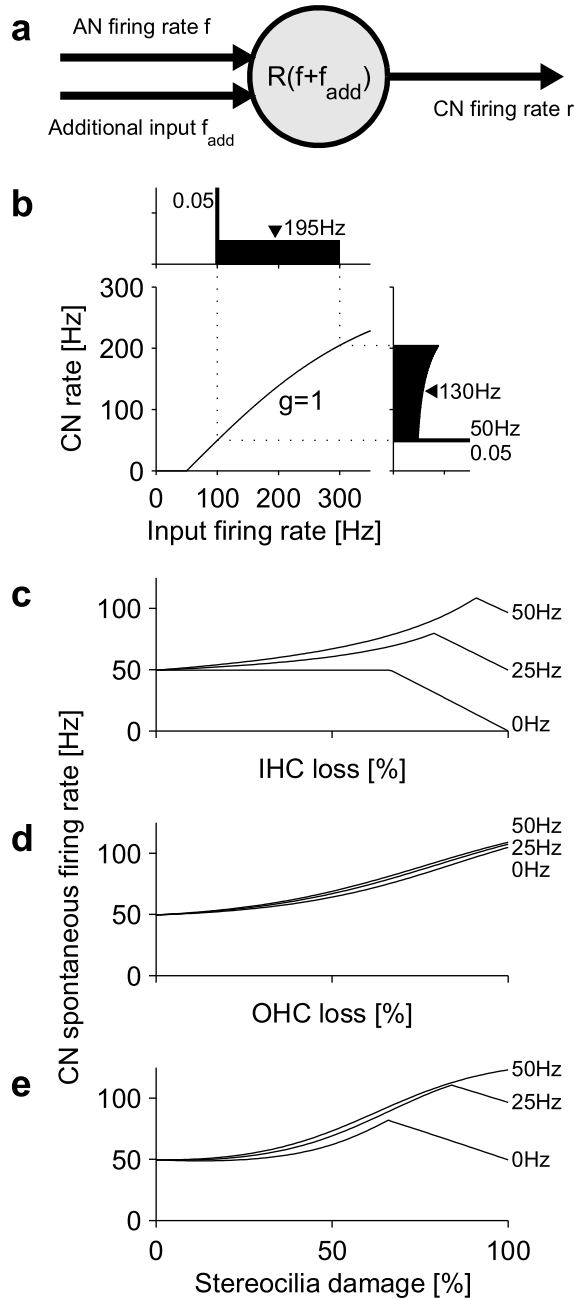 a
AN firing rate f
R(f+f_add)
Additional input f_add
CN firing rate r
b
0.05
195Hz
300
200
100
0
CN rate [Hz]
g=1
130Hz
50Hz
0.05
0 100 200 300
Input firing rate [Hz]
CN spontaneous firing rate [Hz]
c
100
50
0
50Hz
25Hz
0Hz
IHC loss [%]
d
100
50
0
50Hz
25Hz
0Hz
OHC loss [%]
e
100
50
0
50Hz
25Hz
0Hz
0 50 100
Stereocilia damage [%]